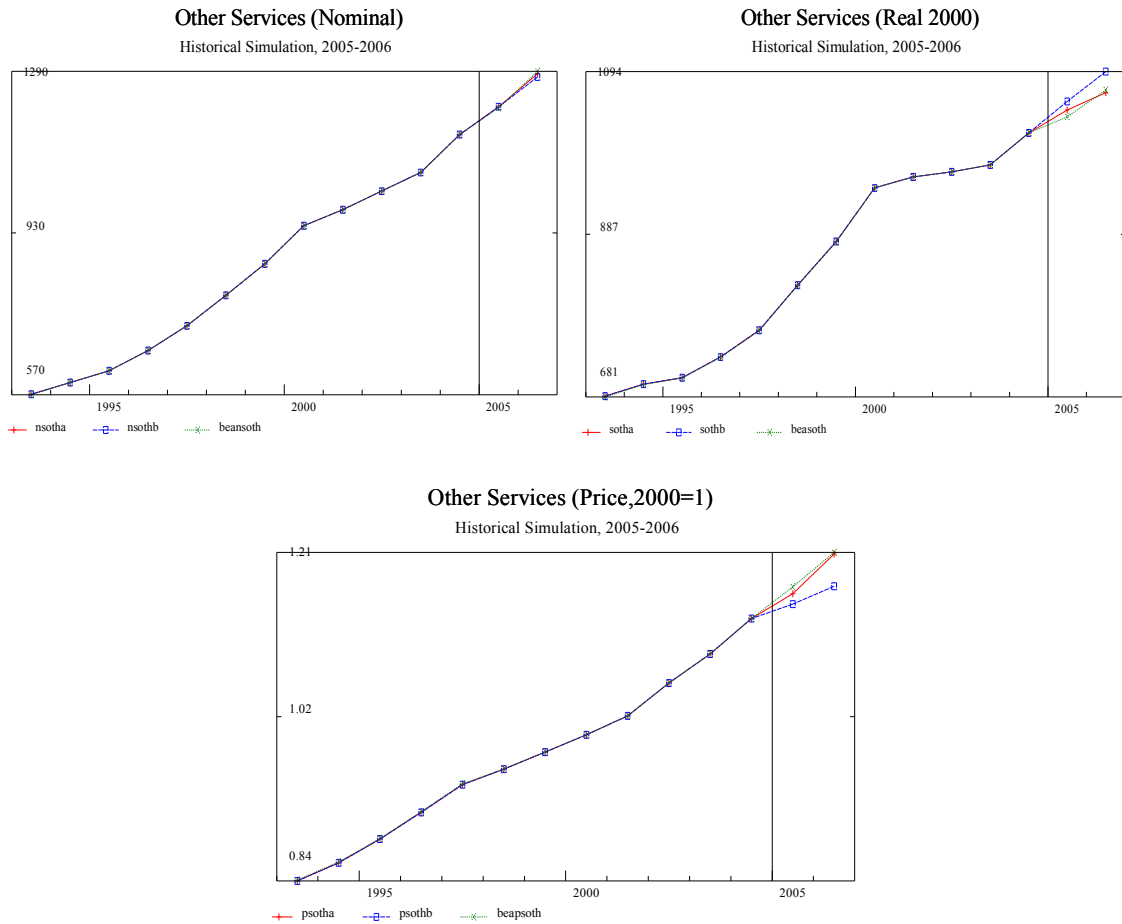 Other Services (Nominal)
Historical Simulation, 2005-2006
1290
930
570
1995 2000 2005
nsotha nsothb beansoth
Other Services (Real 2000)
Historical Simulation, 2005-2006
1094
887
681
1995 2000 2005
sotha sothb beasoth
Other Services (Price,2000=1)
Historical Simulation, 2005-2006
1.21
1.02
0.84
1995 2000 2005
psotha psothb beapsoth